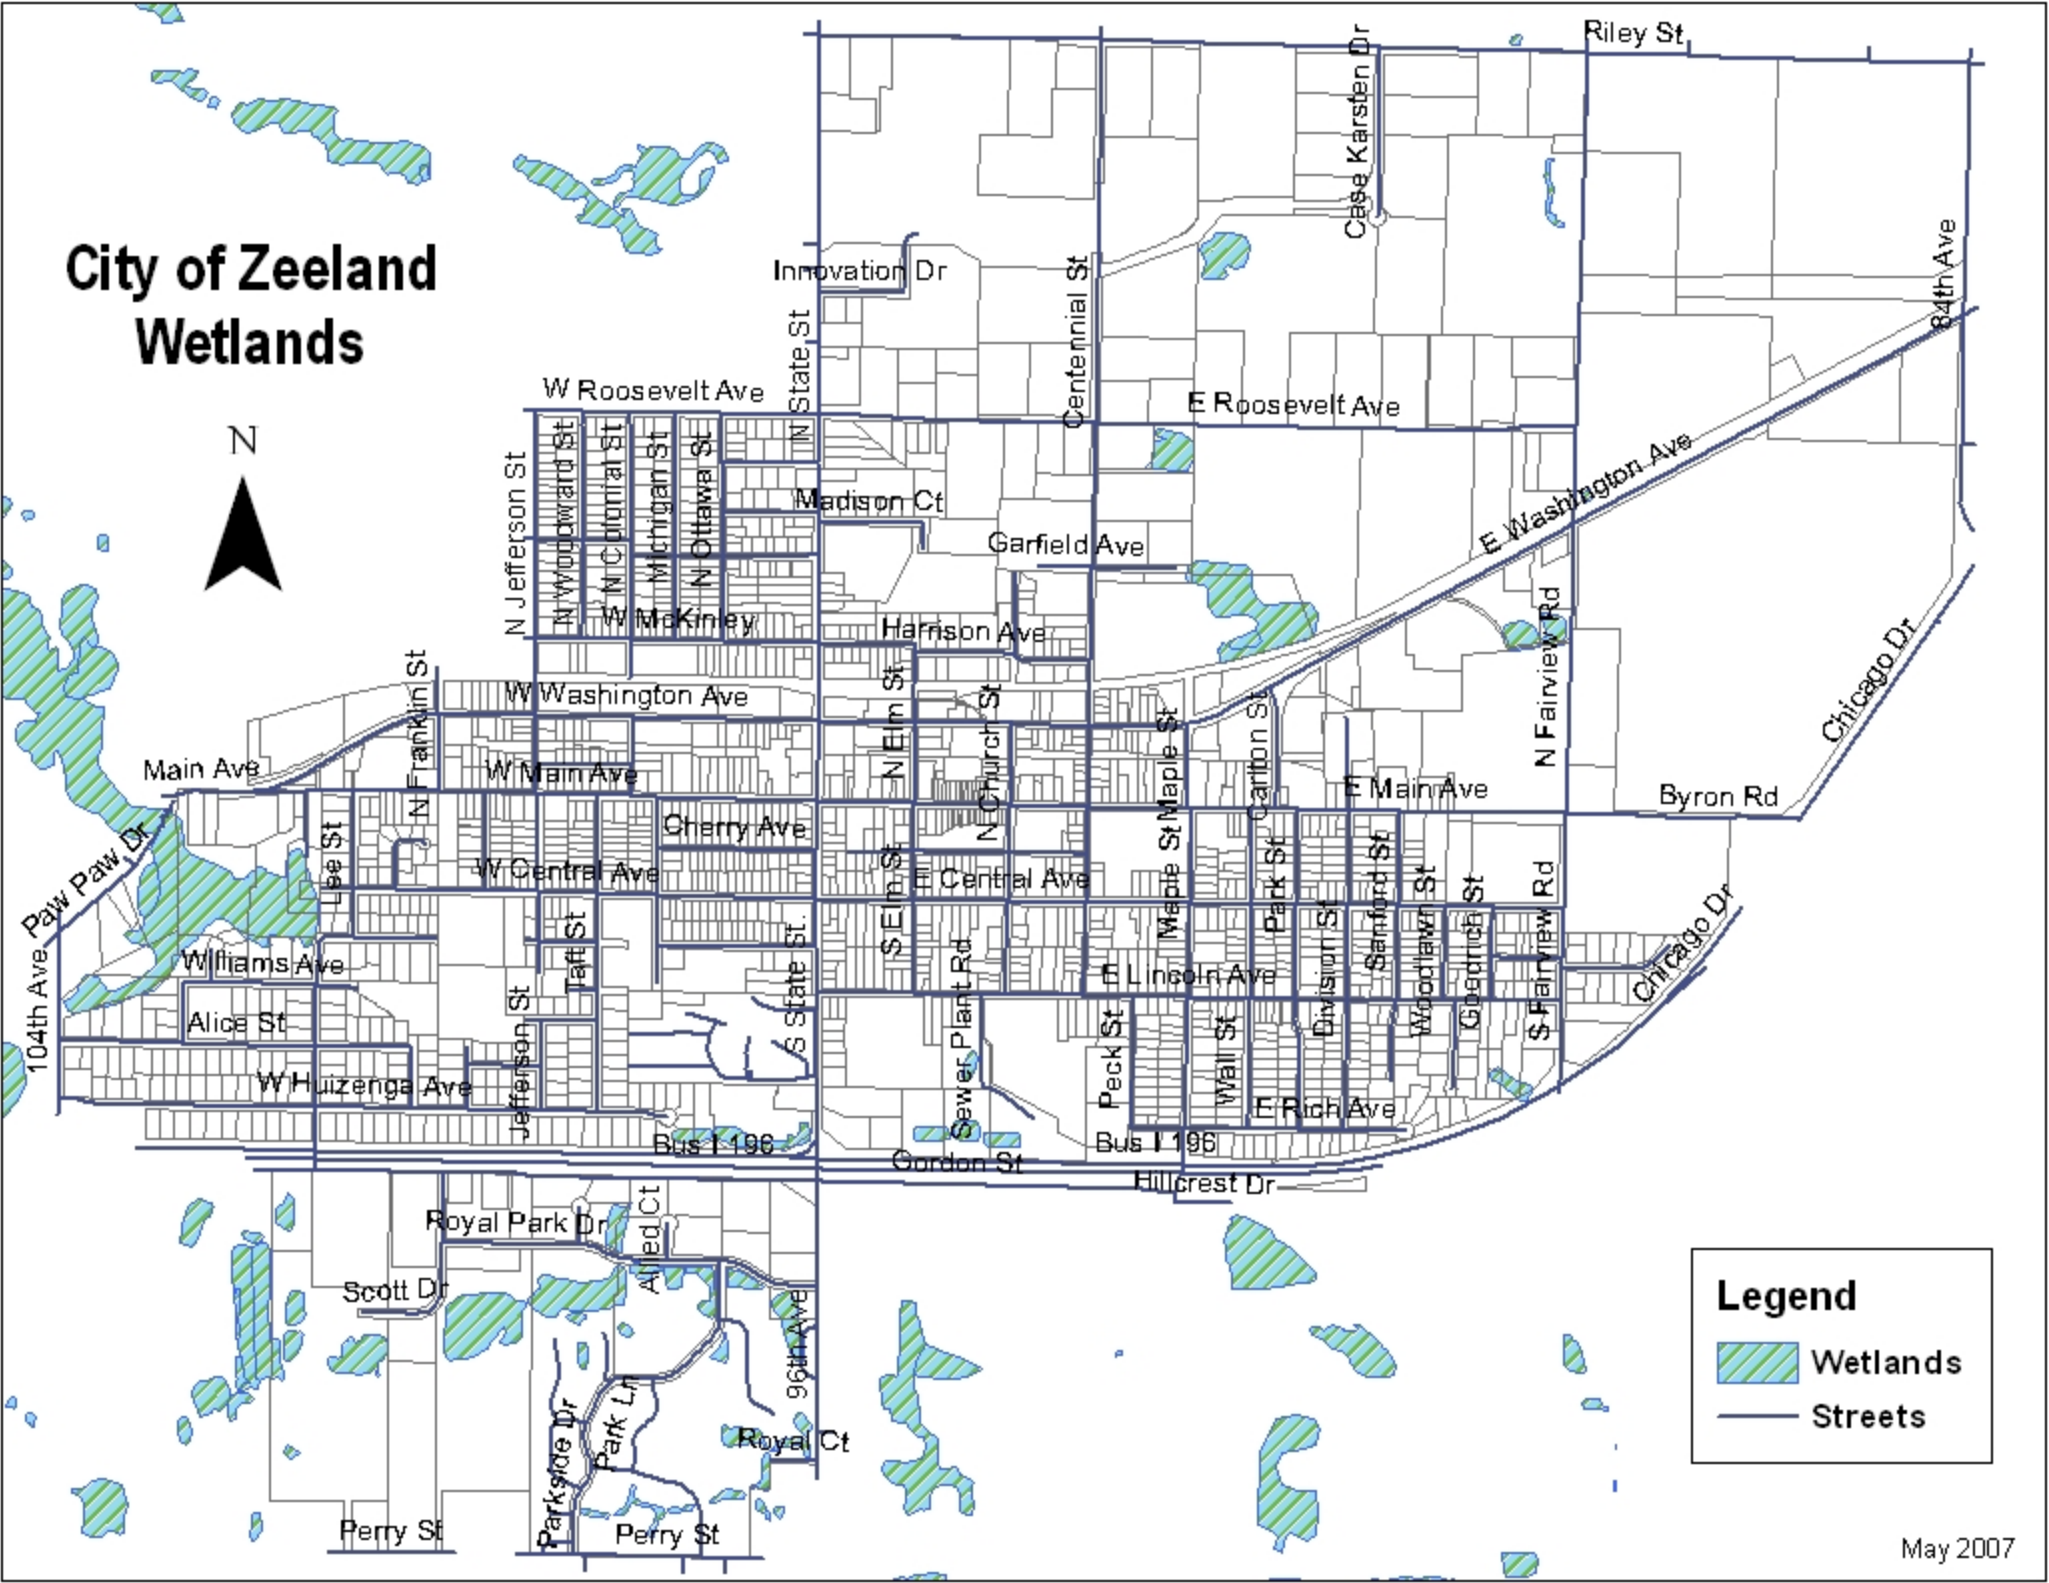 Riley St
Case Karsten Dr
City of Zeeland
Wetlands
84th Ave
Innovation Dr
Centennial St
N State St
W Roosevelt Ave
E Roosevelt Ave
N
N Jefferson St
N Woodward St
N Colonial St
Michigan St
N Ottawa St
E Washington Ave
Madison Ct
Garfield Ave
W McKinley
Harrison Ave
N Fairview Rd
Chicago Dr
N Franklin St
W Washington Ave
N Elm St
N Church St
Maple St
Carlton St
Main Ave
W Main Ave
E Main Ave
Byron Rd
Paw Paw Dr
Lee St
Cherry Ave
W Central Ave
S Elm St
E Central Ave
Maple St
Park St
Sanford St
Woodlawn St
Goodrich St
S Fairview Rd
Chicago Dr
104th Ave
Williams Ave
Taft St
S State St.
Sewer Plant Rd
E Lincoln Ave
Division St
Alice St
Jefferson St
Peck St
Wall St
W Huizenga Ave
E Rich Ave
Bus I 196
Bus I 196
Gordon St
Hillcrest Dr
Royal Park Dr
Allied Ct
Scott Dr
96th Ave
Parkside Dr
Park Ln
Royal Ct
Perry St
Perry St
Legend
Wetlands
Streets
May 2007